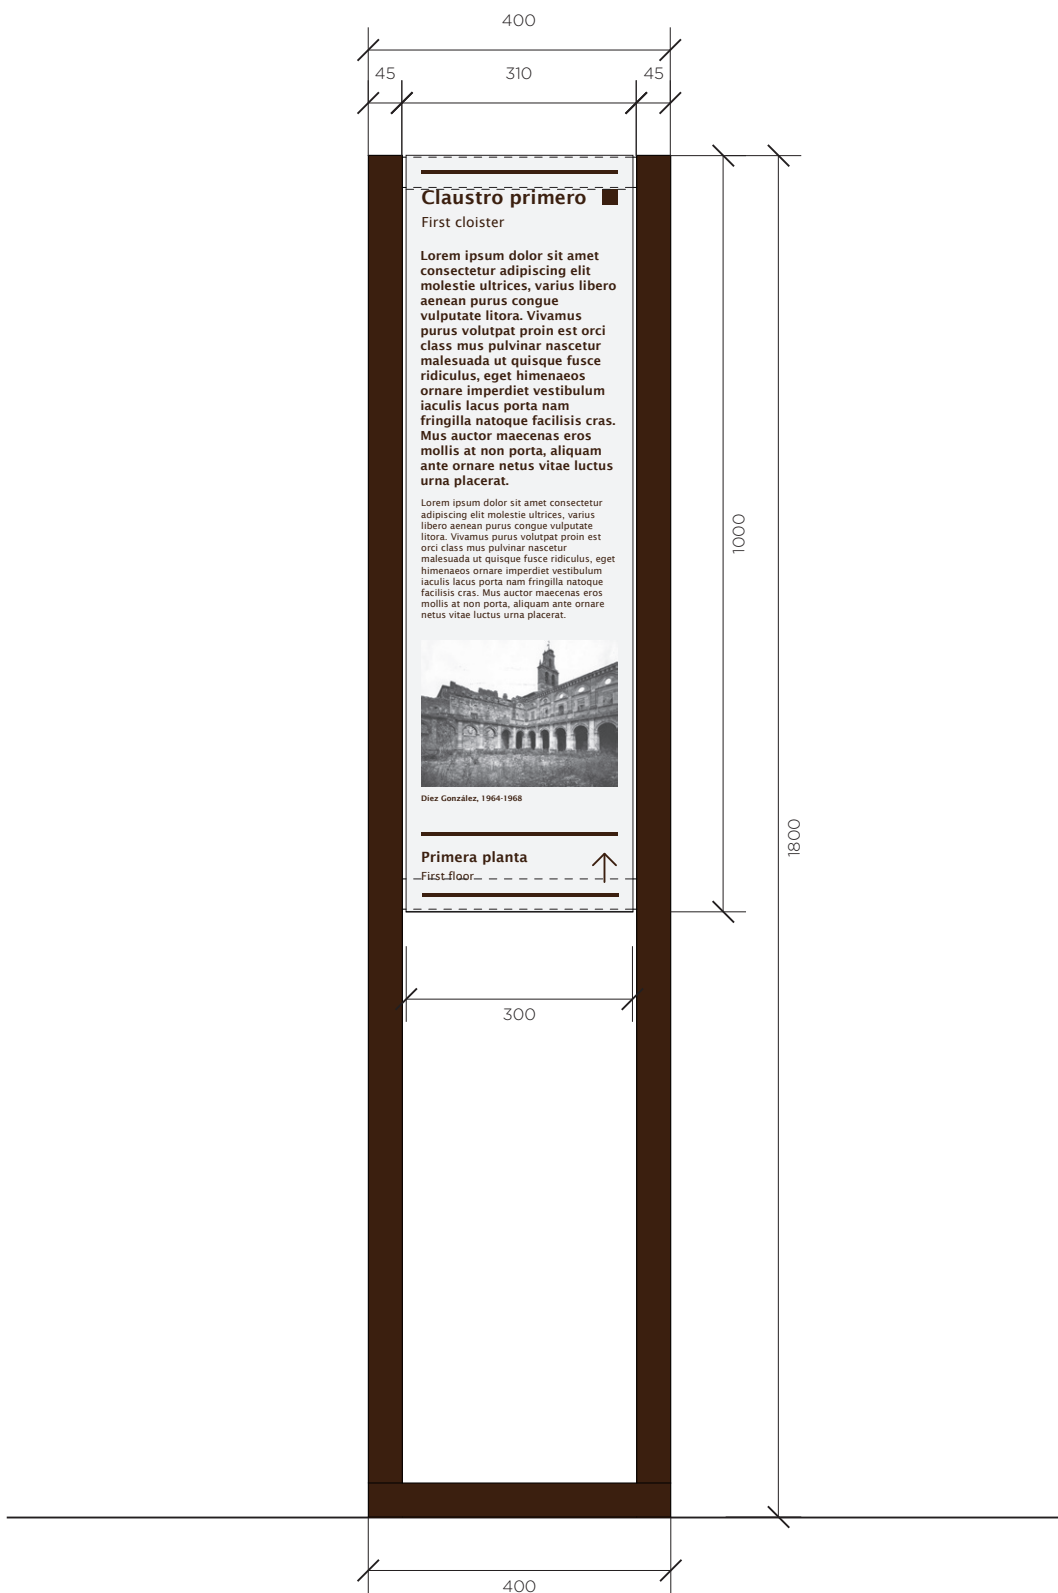 400
45 310 45
Claustro primero
First cloister
Lorem ipsum dolor sit amet
consectetur adipiscing elit
molestie ultrices, varius libero
aenean purus congue
vulputate litora. Vivamus
purus volutpat proin est orci
class mus pulvinar nascetur
malesuada ut quisque fusce
ridiculus, eget himenaeos
ornare imperdiet vestibulum
iaculis lacus porta nam
fringilla natoque facilisis cras.
Mus auctor maecenas eros
mollis at non porta, aliquam
ante ornare netus vitae luctus
urna placerat.
Lorem ipsum dolor sit amet consectetur
adipiscing elit molestie ultrices, varius
libero aenean purus congue vulputate
litora. Vivamus purus volutpat proin est
orci class mus pulvinar nascetur
malesuada ut quisque fusce ridiculus, eget
himenaeos ornare imperdiet vestibulum
iaculis lacus porta nam fringilla natoque
facilisis cras. Mus auctor maecenas eros
mollis at non porta, aliquam ante ornare
netus vitae luctus urna placerat.
Díez González, 1964-1968
Primera planta
First floor
1000
1800
300
400